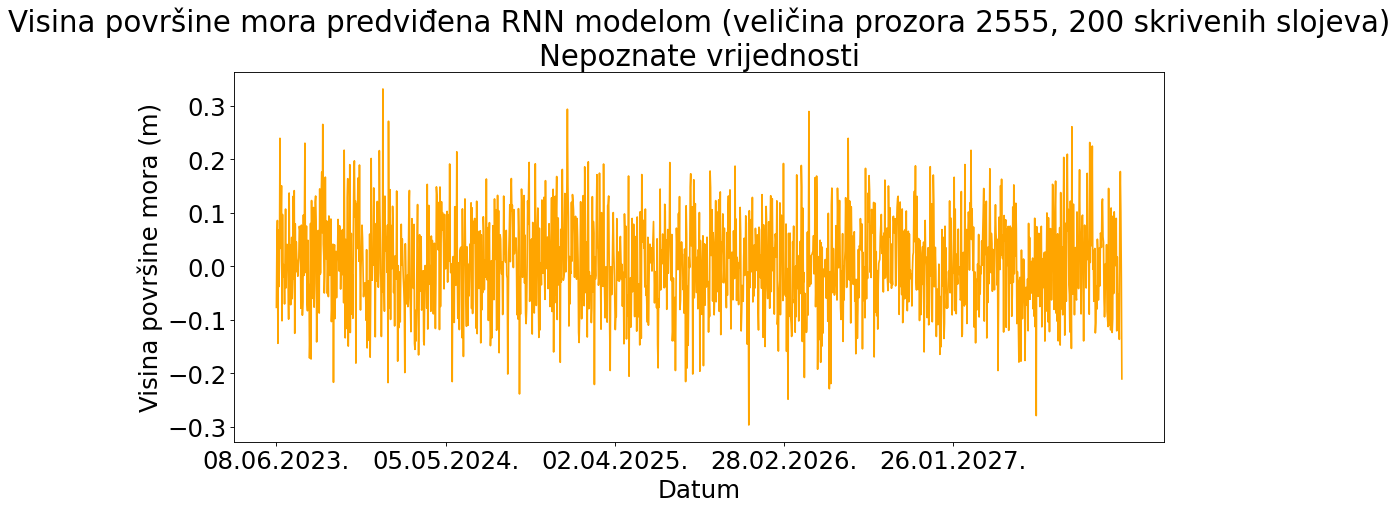 Visina površine mora predviđena RNN modelom (veličina prozora 2555, 200 skrivenih slojeva)
Nepoznate vrijednosti
Visina površine mora (m)
0.3
0.2
0.1
0.0
−0.1
−0.2
−0.3
08.06.2023. 05.05.2024. 02.04.2025. 28.02.2026. 26.01.2027.
Datum